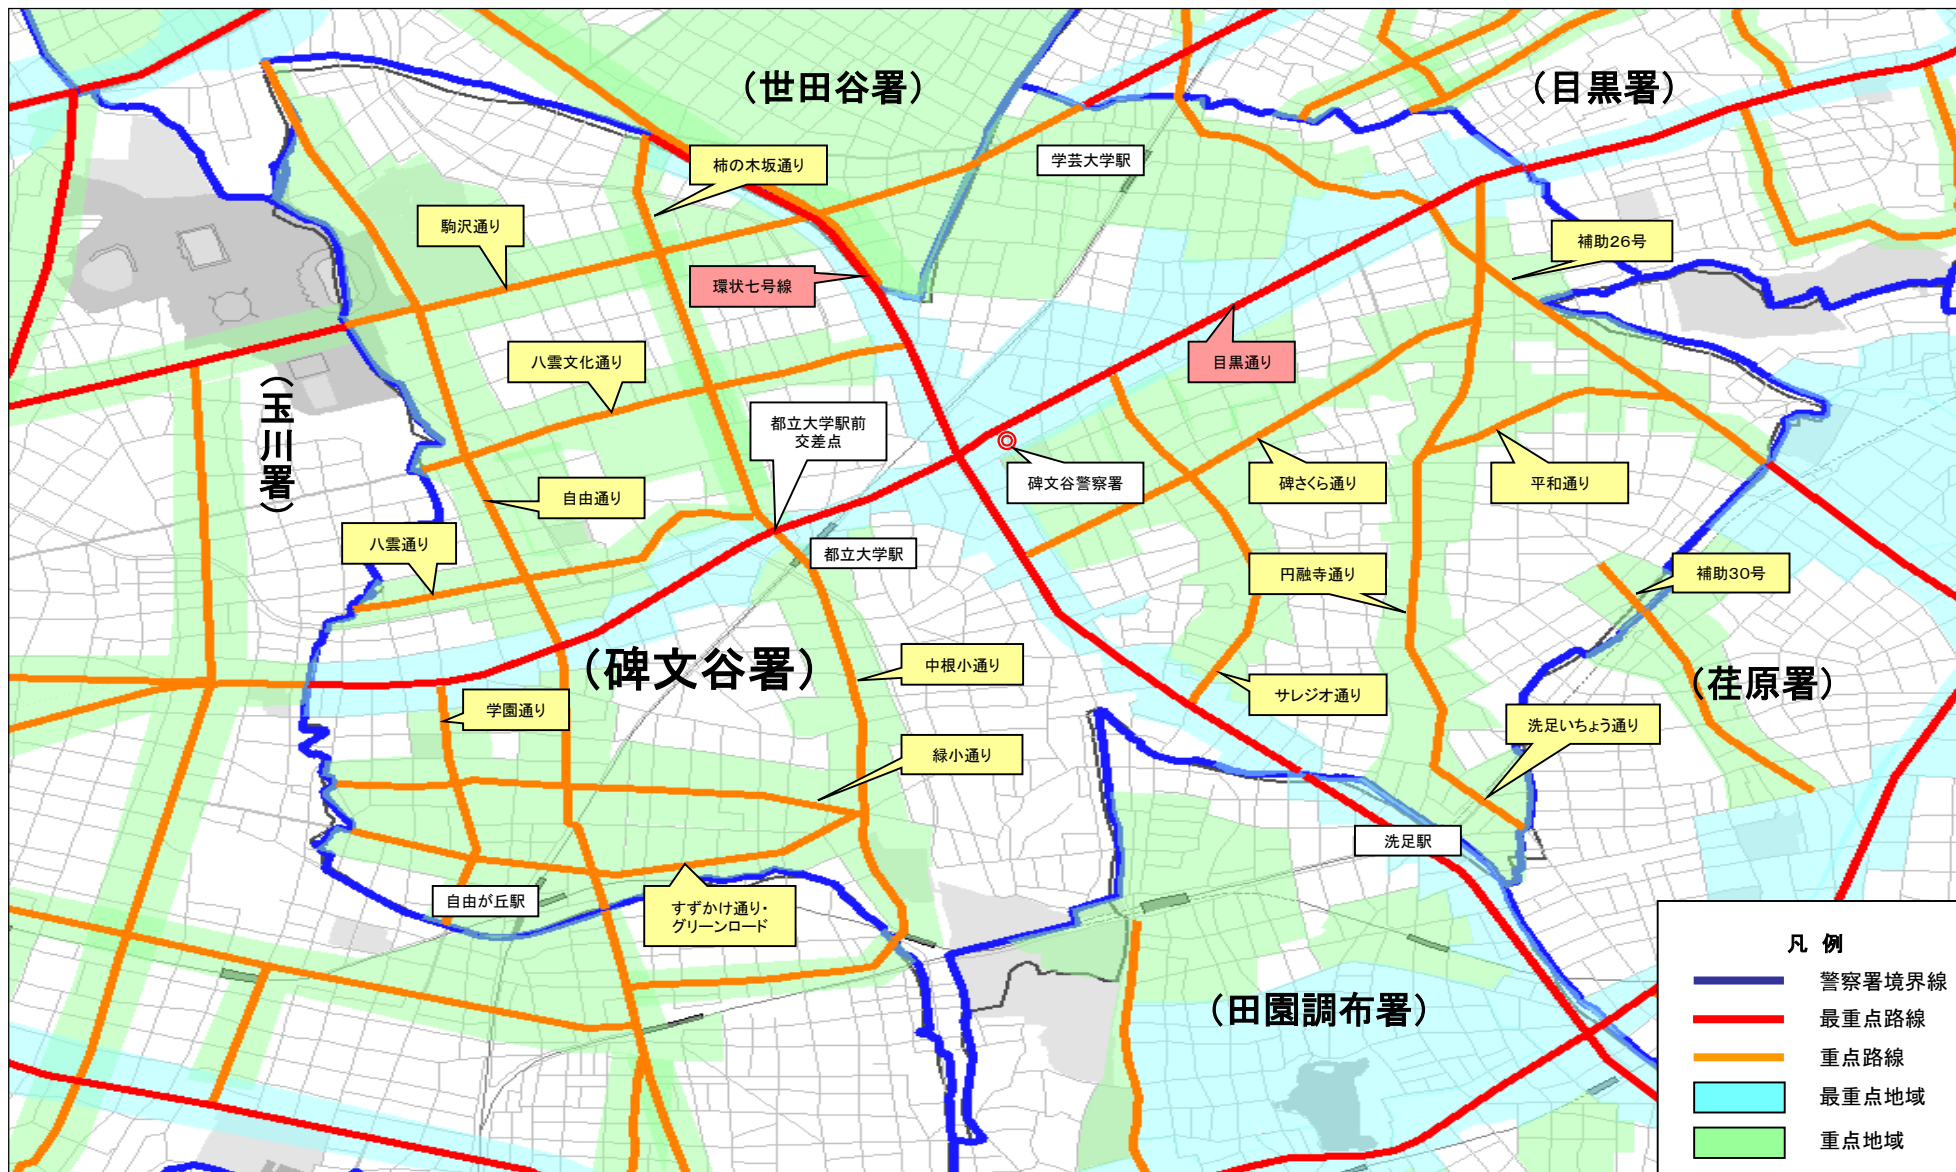 （世田谷署）
（目黒署）
柿の木坂通り
学芸大学駅
駒沢通り
補助26号
環状七号線
八雲文化通り
目黒通り
（玉川署）
都立大学駅前
交差点
碑文谷警察署
碑さくら通り
平和通り
自由通り
八雲通り
都立大学駅
円融寺通り
補助30号
（碑文谷署）
中根小通り
サレジオ通り
（荏原署）
学園通り
洗足いちょう通り
緑小通り
洗足駅
自由が丘駅
すずかけ通り・
グリーンロード
（田園調布署）
凡 例
警察署境界線
最重点路線
重点路線
最重点地域
重点地域